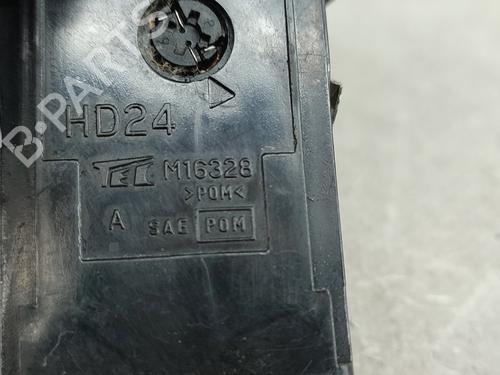 B-PARTS
HD24
TEC M16328
>POM<
A SAE POM